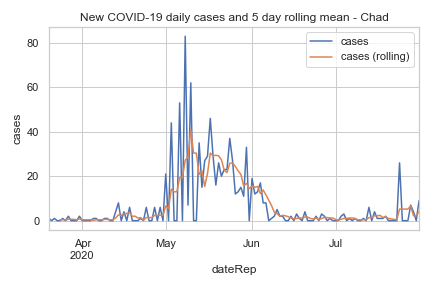 New COVID-19 daily cases and 5 day rolling mean - Chad
cases
cases (rolling)
80
60
40
20
0
cases
Apr
2020
May
Jun
Jul
dateRep